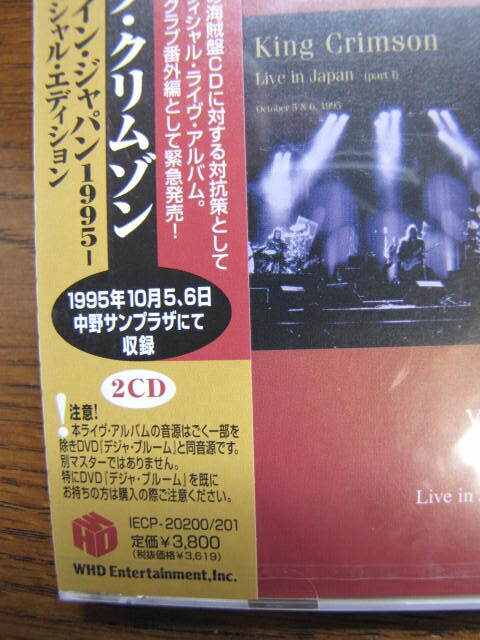 海賊盤CDに対する対抗策として
ィシャル・ライヴ・アルバム。
クラブ番外編として緊急発売!
・クリムゾン
イン・ジャパン1995-
シャル・エディション
1995年10月5、6日
中野サンプラザにて
収録
2CD
! 注意!
本ライヴ・アルバムの音源はごく一部を
除きDVD「デジャ・ブルーム」と同音源です。
別マスターではありません。
特にDVD「デジャ・ブルーム」を既に
お持ちの方は購入の際ご注意ください。
IECP-20200/201
定価¥3,800
(税抜価格¥3,619)
WHD
WHD Entertainment,Inc.
King Crimson
Live in Japan (part I)
October 5 & 6, 1995
Live in